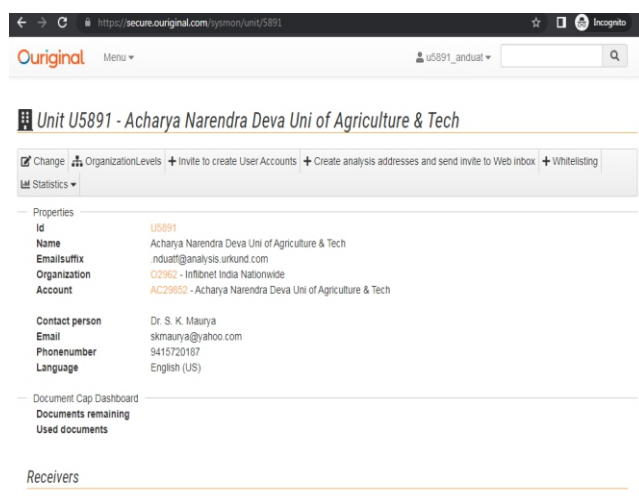 https://secure.ouriginal.com/sysmon/unit/5891 Incognito
Ouriginal Menu u5891_anduat
Unit U5891 - Acharya Narendra Deva Uni of Agriculture & Tech
Change OrganizationLevels + Invite to create User Accounts + Create analysis addresses and send invite to Web inbox + Whitelisting
Statistics
Properties
Id U5891
Name Acharya Narendra Deva Uni of Agriculture & Tech
Emailsuffix .nduatf@analysis.urkund.com
Organization O2962 - Inflibnet India Nationwide
Account AC29852 - Acharya Narendra Deva Uni of Agriculture & Tech
Contact person Dr. S. K. Maurya
Email skmaurya@yahoo.com
Phonenumber 9415720187
Language English (US)
Document Cap Dashboard
Documents remaining
Used documents
Receivers